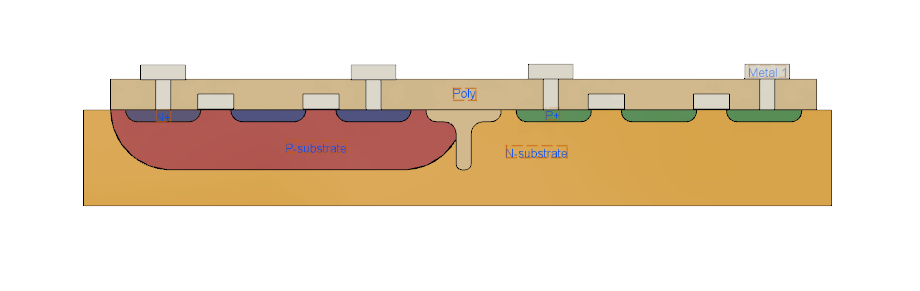 Metal 1
Poly
N+
P+
P-substrate
N-substrate